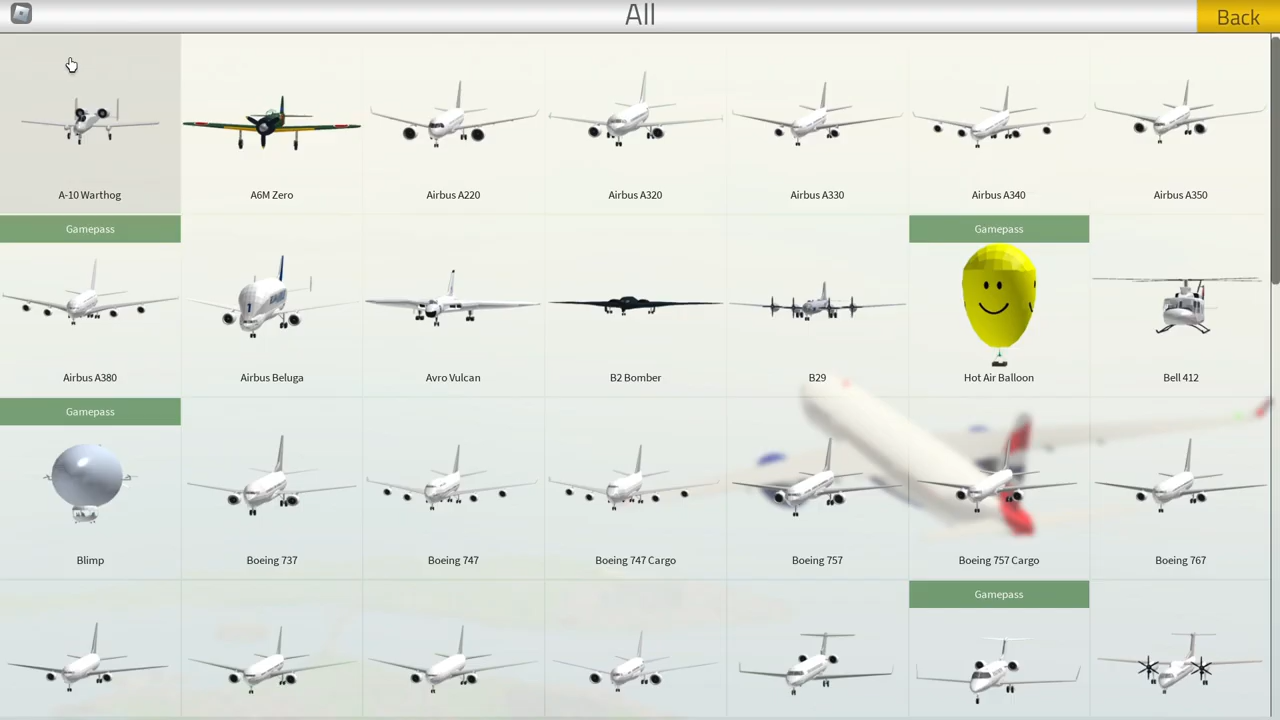 All
Back
A-10 Warthog
A6M Zero
Airbus A220
Airbus A320
Airbus A330
Airbus A340
Airbus A350
Gamepass
Gamepass
Airbus A380
Airbus Beluga
Avro Vulcan
B2 Bomber
B29
Hot Air Balloon
Bell 412
Gamepass
Blimp
Boeing 737
Boeing 747
Boeing 747 Cargo
Boeing 757
Boeing 757 Cargo
Boeing 767
Gamepass